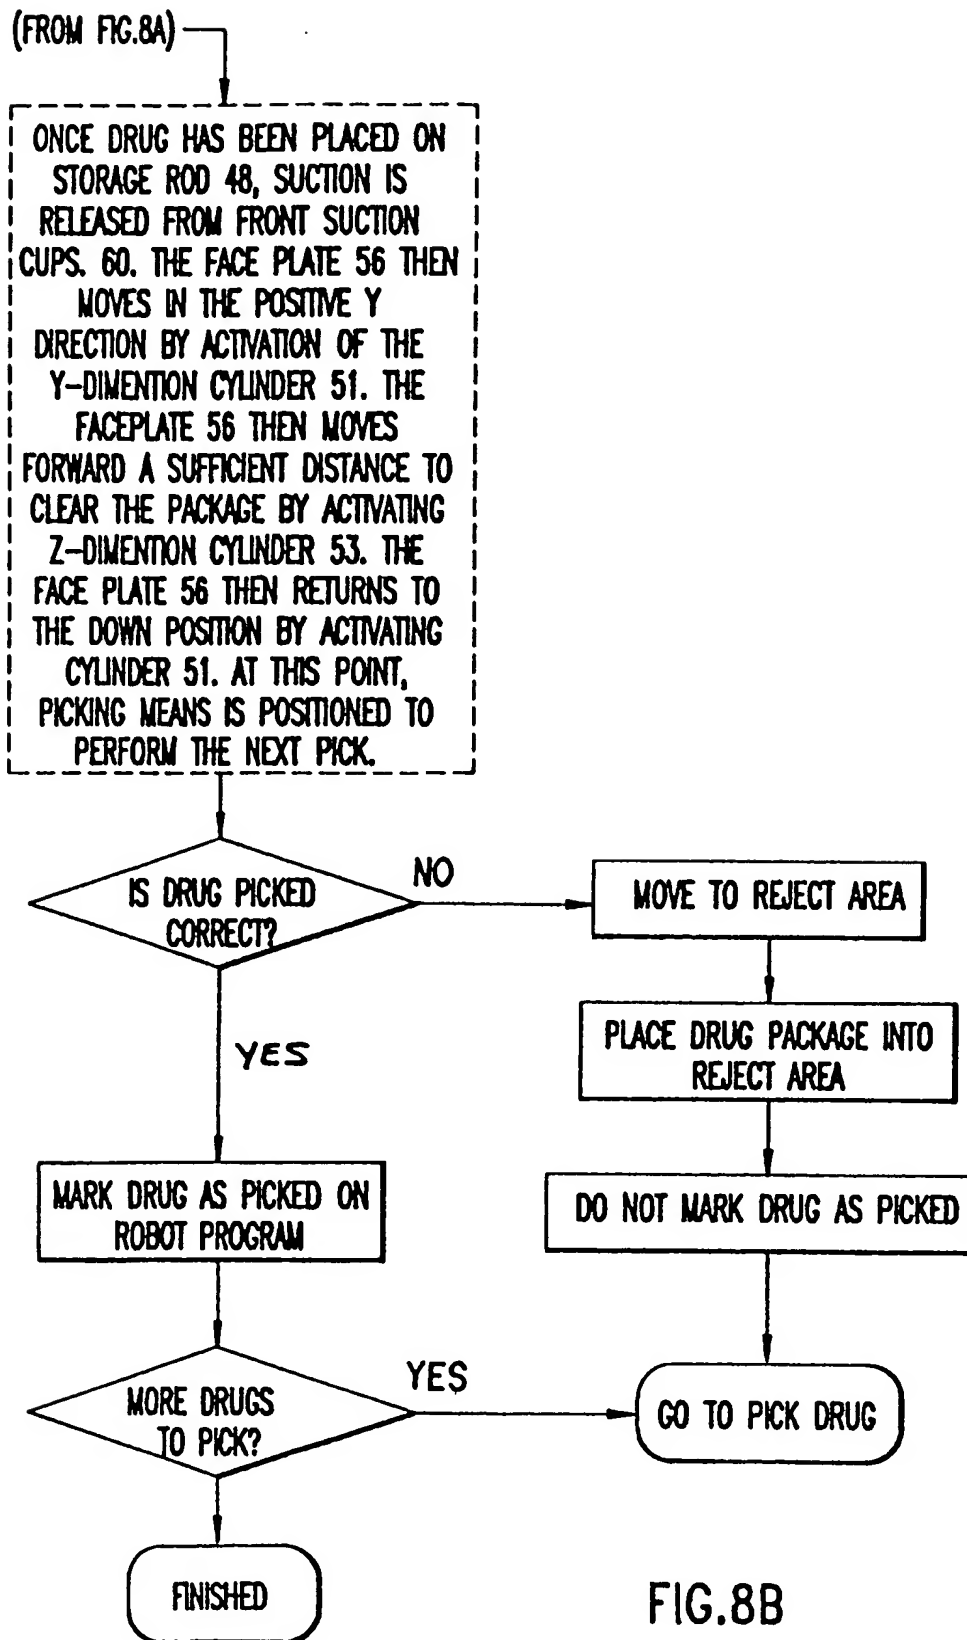 (FROM FIG.8A)
ONCE DRUG HAS BEEN PLACED ON
STORAGE ROD 48, SUCTION IS
RELEASED FROM FRONT SUCTION
CUPS. 60. THE FACE PLATE 56 THEN
MOVES IN THE POSITIVE Y
DIRECTION BY ACTIVATION OF THE
Y-DIMENTION CYLINDER 51. THE
FACEPLATE 56 THEN MOVES
FORWARD A SUFFICIENT DISTANCE TO
CLEAR THE PACKAGE BY ACTIVATING
Z-DIMENTION CYLINDER 53. THE
FACE PLATE 56 THEN RETURNS TO
THE DOWN POSITION BY ACTIVATING
CYLINDER 51. AT THIS POINT,
PICKING MEANS IS POSITIONED TO
PERFORM THE NEXT PICK.
IS DRUG PICKED
CORRECT?
NO
MOVE TO REJECT AREA
PLACE DRUG PACKAGE INTO
REJECT AREA
DO NOT MARK DRUG AS PICKED
YES
MARK DRUG AS PICKED ON
ROBOT PROGRAM
MORE DRUGS
TO PICK?
YES
GO TO PICK DRUG
FINISHED
FIG.8B